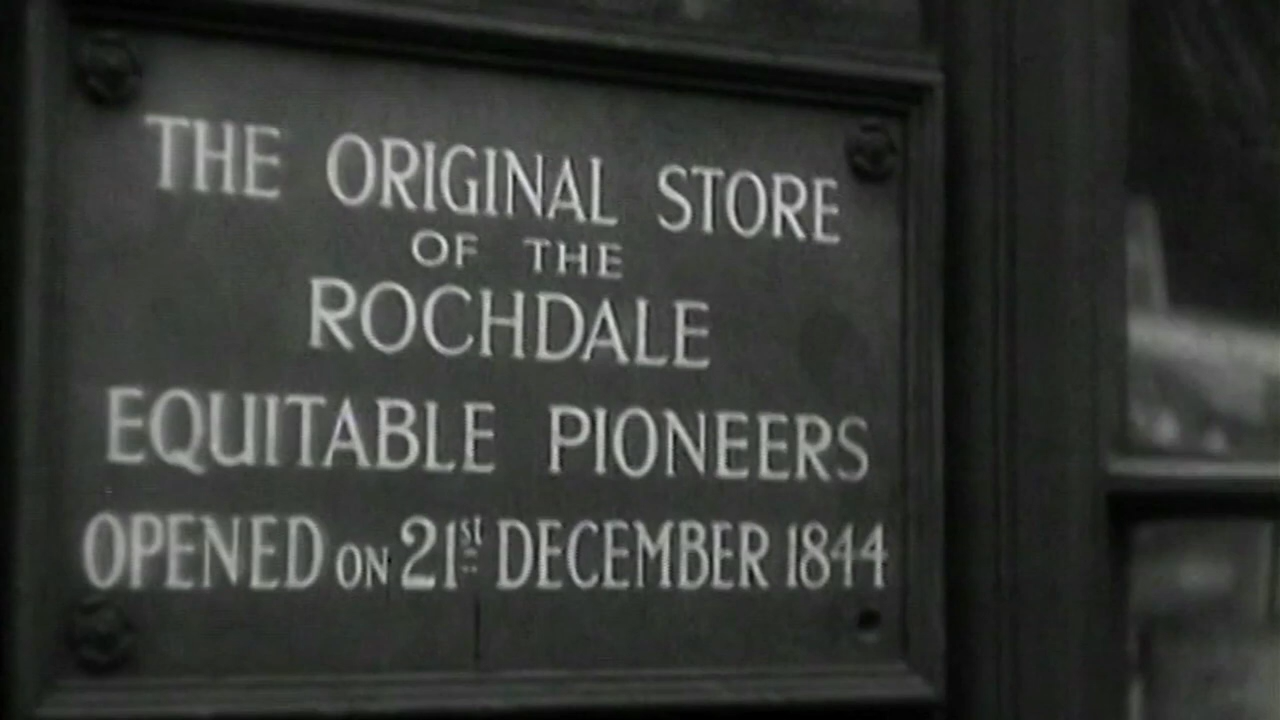 THE ORIGINAL STORE
OF THE
ROCHDALE
EQUITABLE PIONEERS
OPENED ON 21st DECEMBER 1844